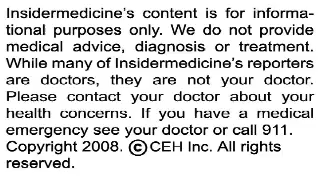 Insidermedicine's content is for informa-
tional purposes only. We do not provide
medical advice, diagnosis or treatment.
While many of Insidermedicine's reporters
are doctors, they are not your doctor.
Please contact your doctor about your
health concerns. If you have a medical
emergency see your doctor or call 911.
Copyright 2008. ©CEH Inc. All rights
reserved.